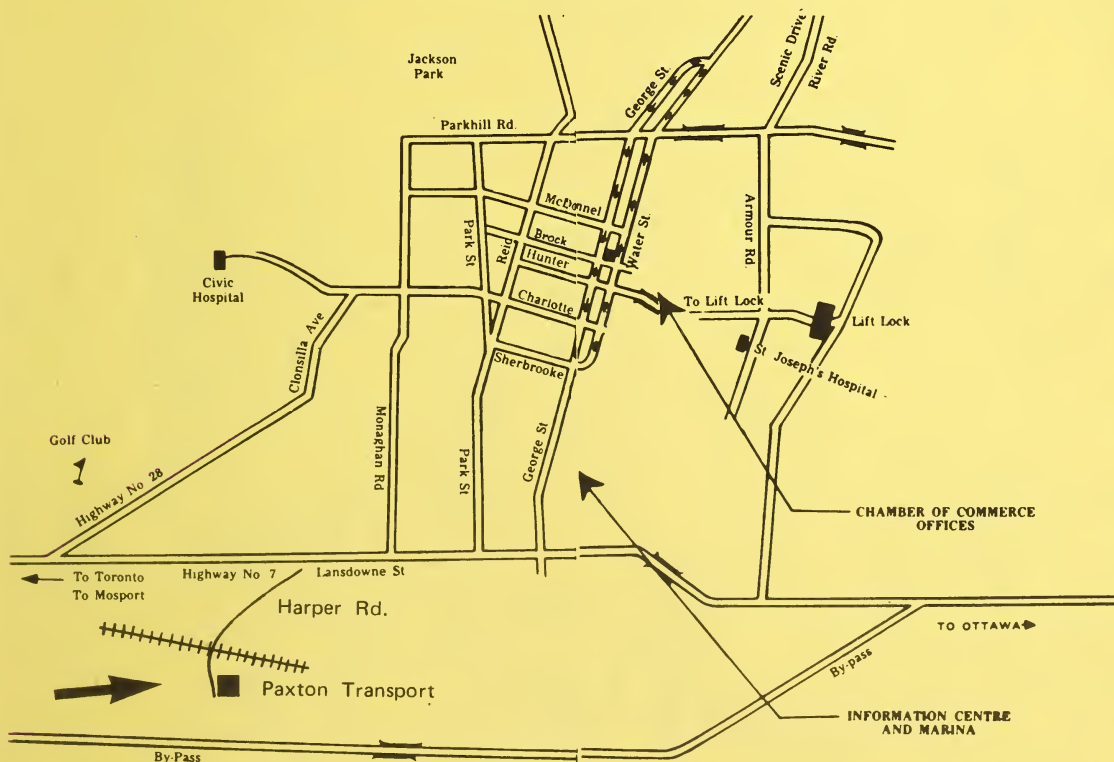 Jackson
Park
George St.
Scenic Drive
River Rd.
Parkhill Rd.
McDonnel
Brock
Hunter
Park St
Reid
Water St.
Armour Rd.
Civic
Hospital
Charlotte
To Lift Lock
Lift Lock
St Joseph's Hospital
Clonsilla Ave
Sherbrooke
Golf Club
Highway No 28
Monaghan Rd
Park St
George St
CHAMBER OF COMMERCE
OFFICES
To Toronto
To Mosport
Highway No 7
Lansdowne St
Harper Rd.
TO OTTAWA
Paxton Transport
By-pass
INFORMATION CENTRE
AND MARINA
By-Pass